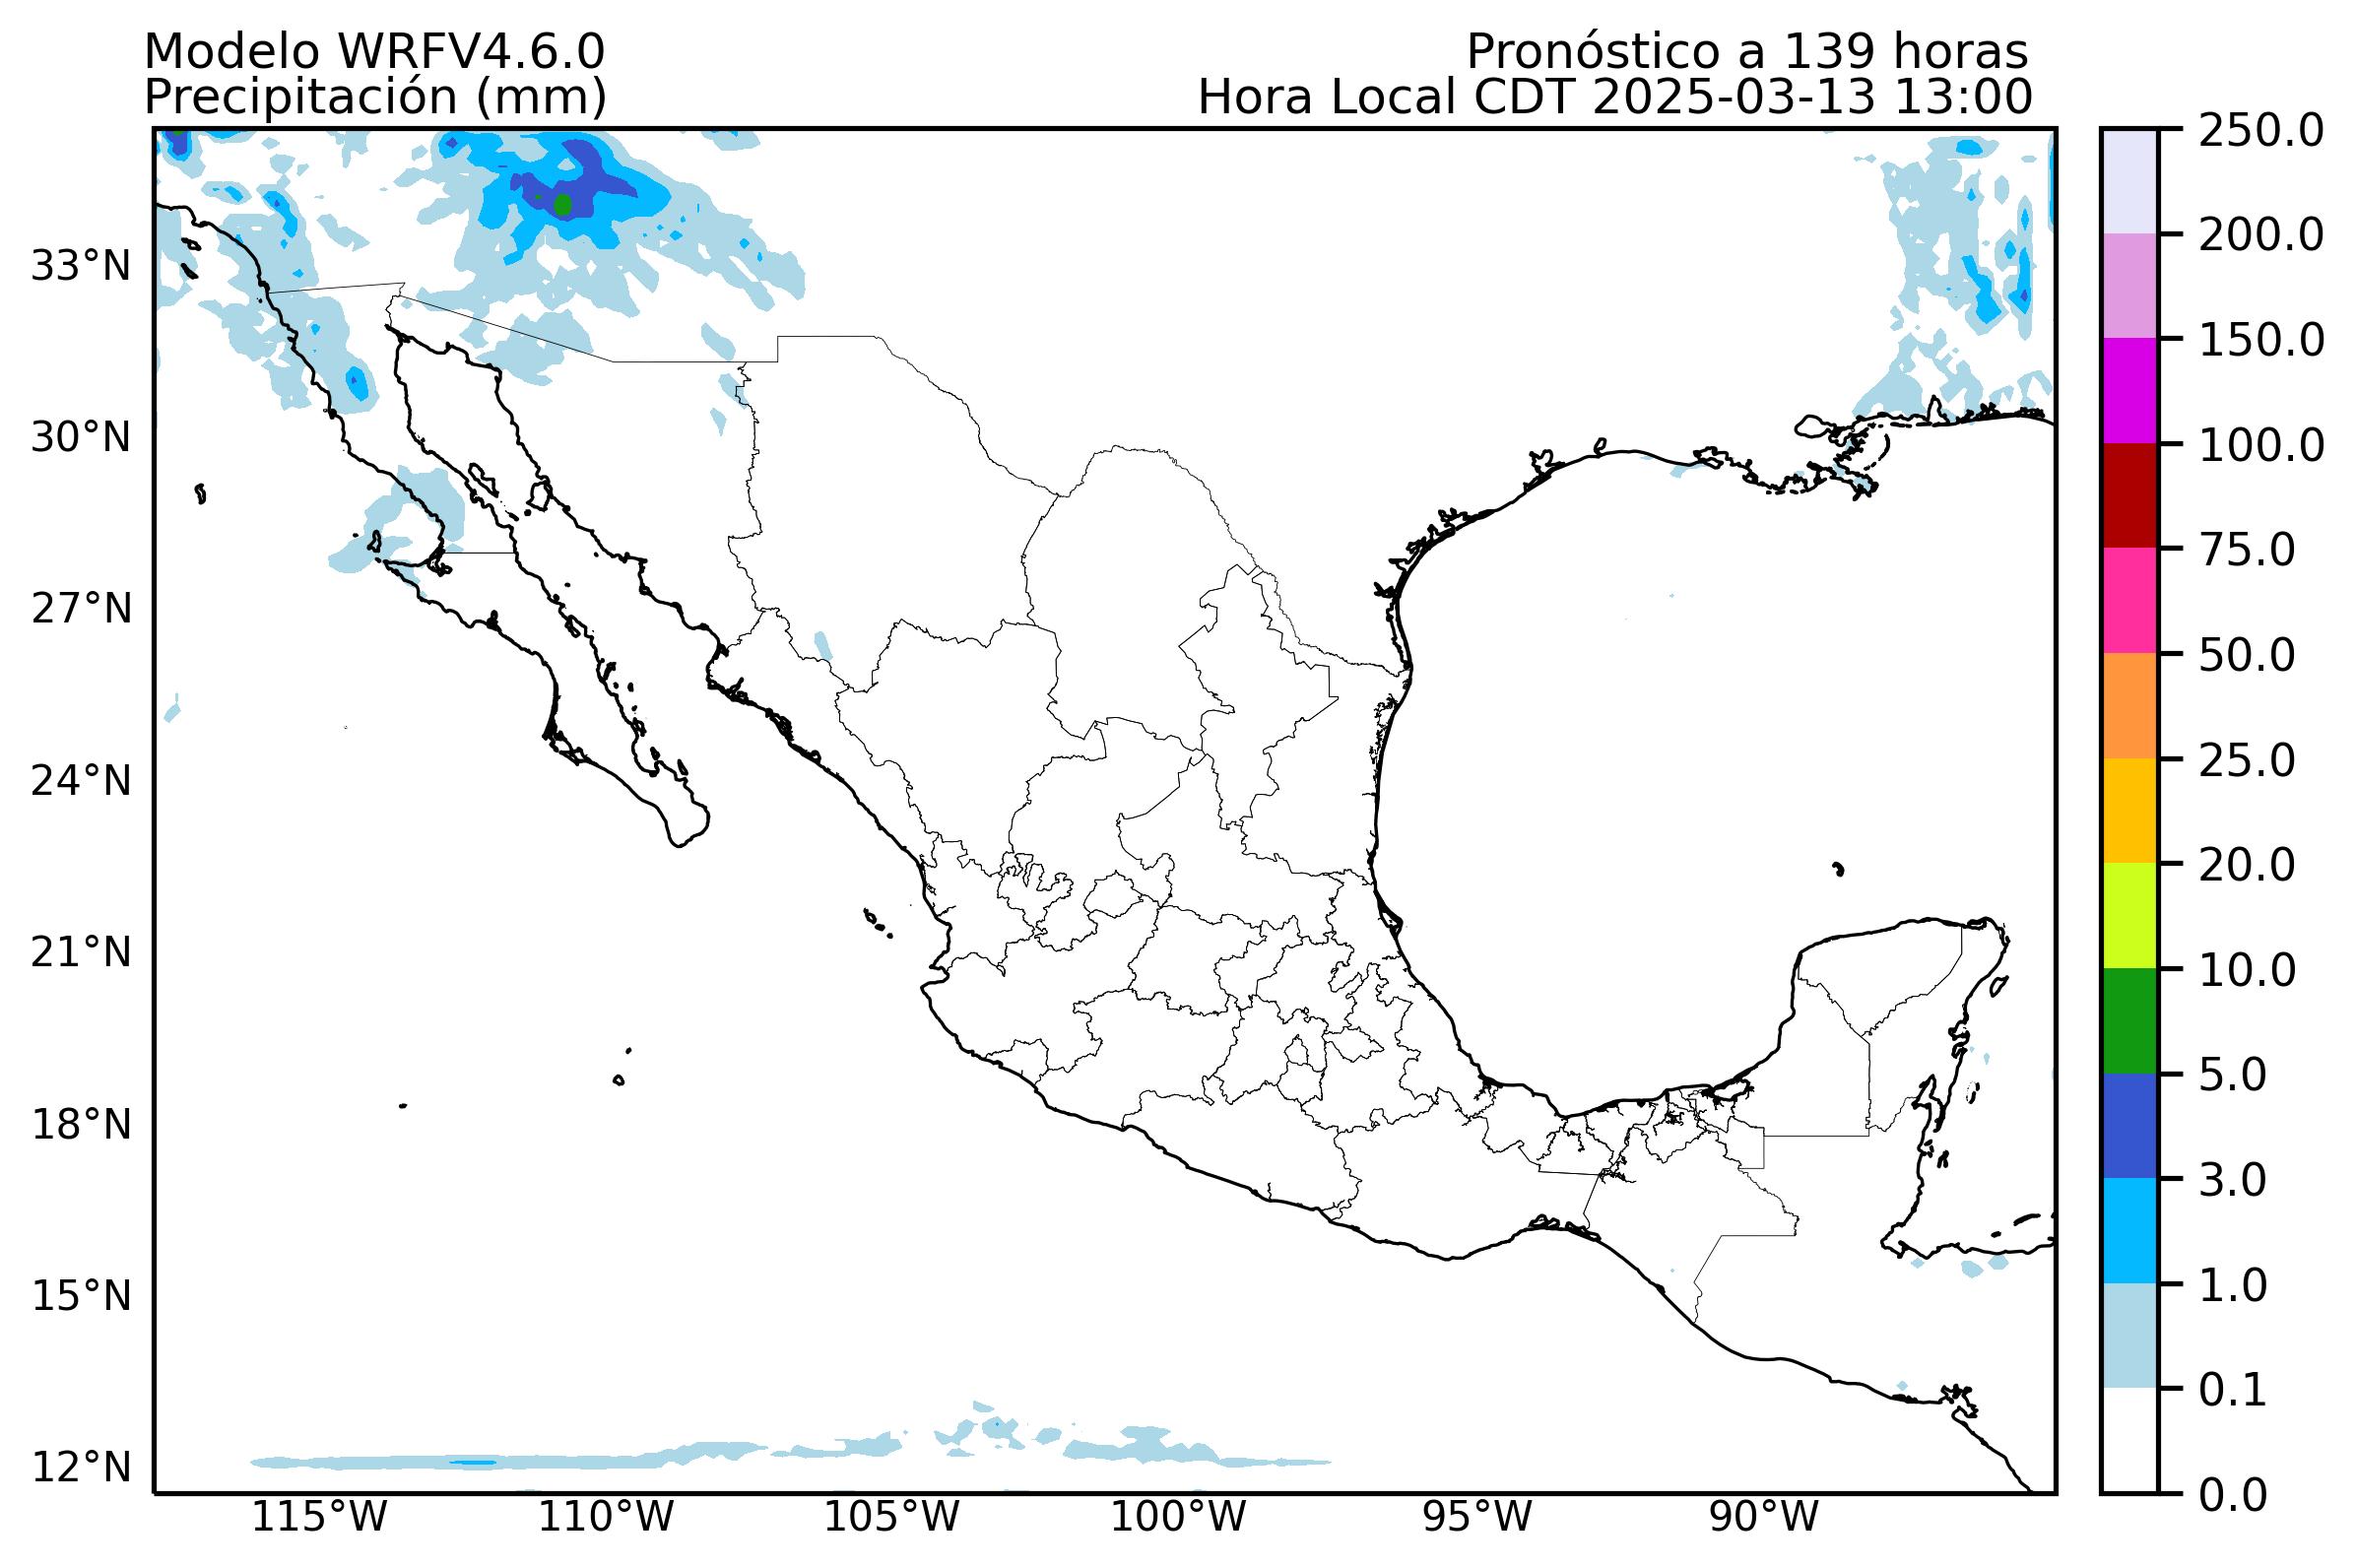 Modelo WRFV4.6.0
Precipitación (mm)
Pronóstico a 139 horas
Hora Local CDT 2025-03-13 13:00
33°N
30°N
27°N
24°N
21°N
18°N
15°N
12°N
115°W
110°W
105°W
100°W
95°W
90°W
250.0
200.0
150.0
100.0
75.0
50.0
25.0
20.0
10.0
5.0
3.0
1.0
0.1
0.0